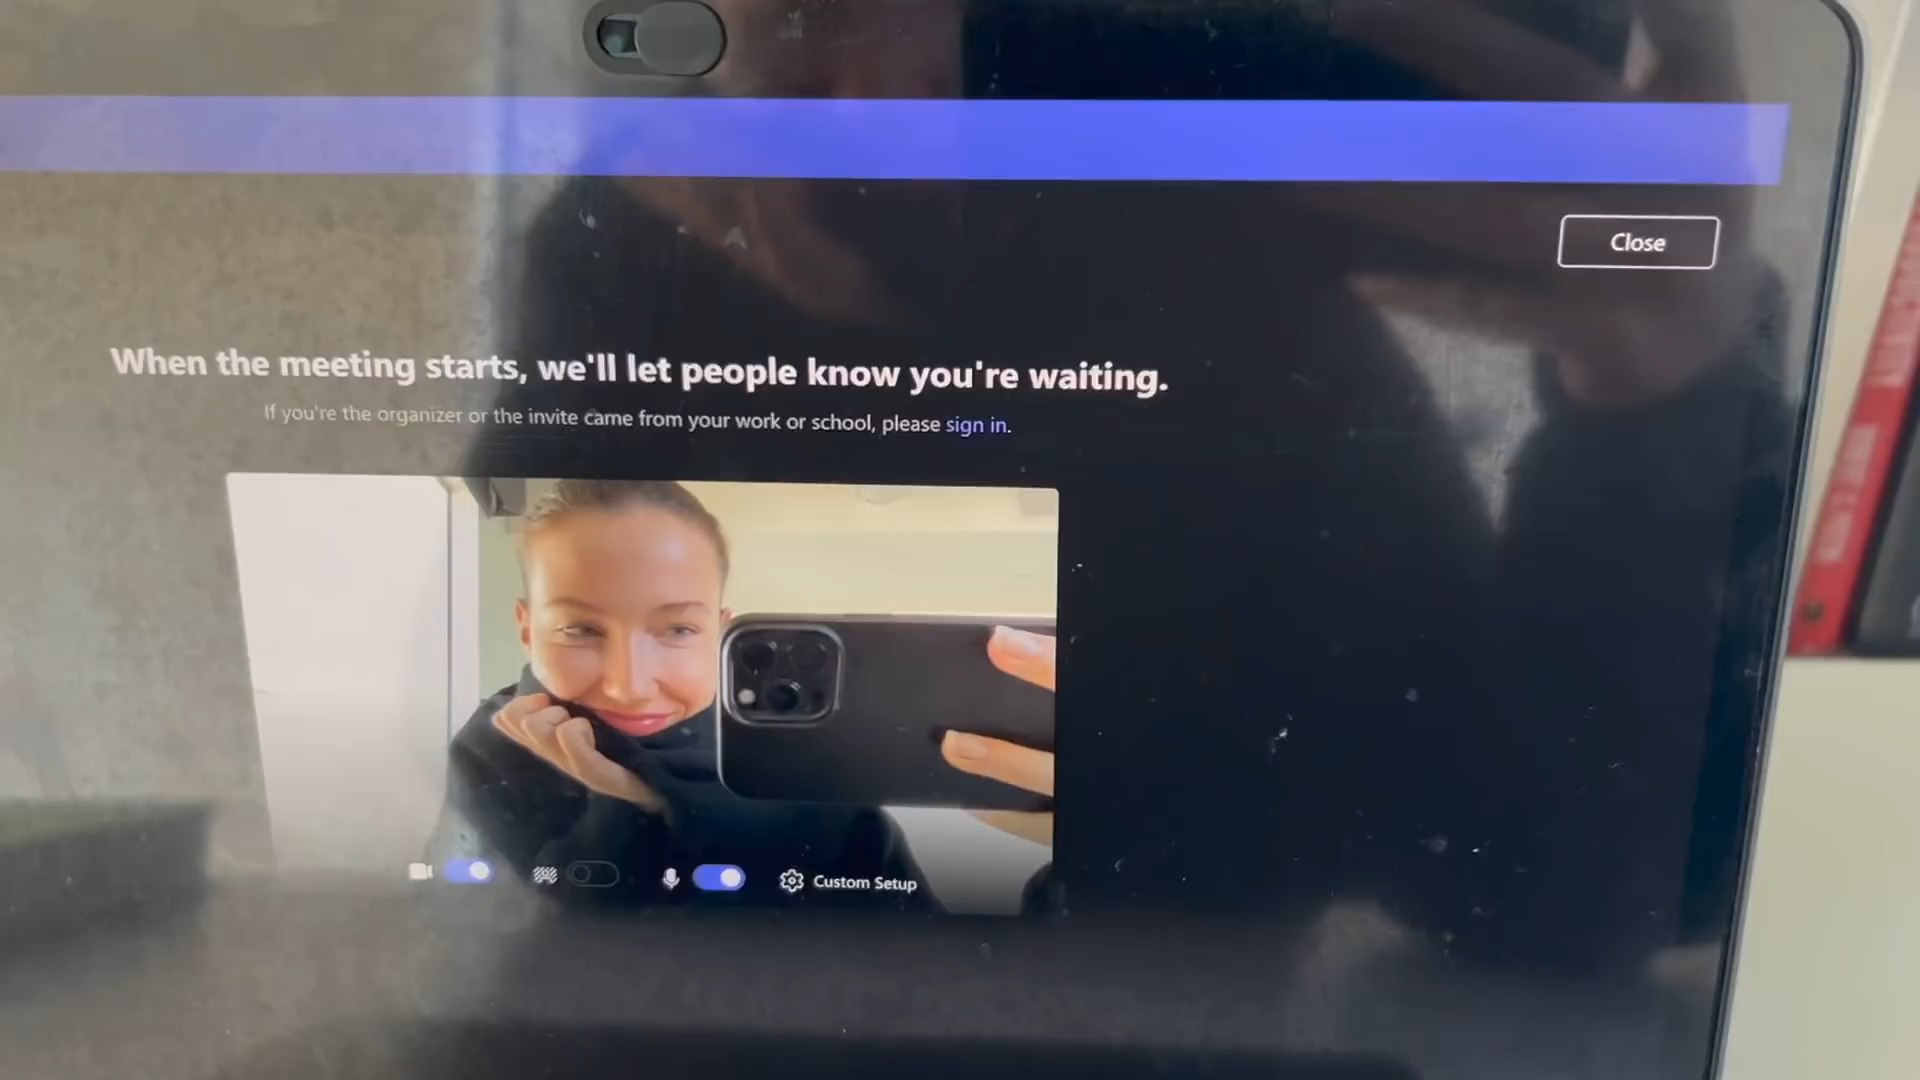 Close
When the meeting starts, we'll let people know you're waiting.
If you're the organizer or the invite came from your work or school, please sign in.
Custom Setup